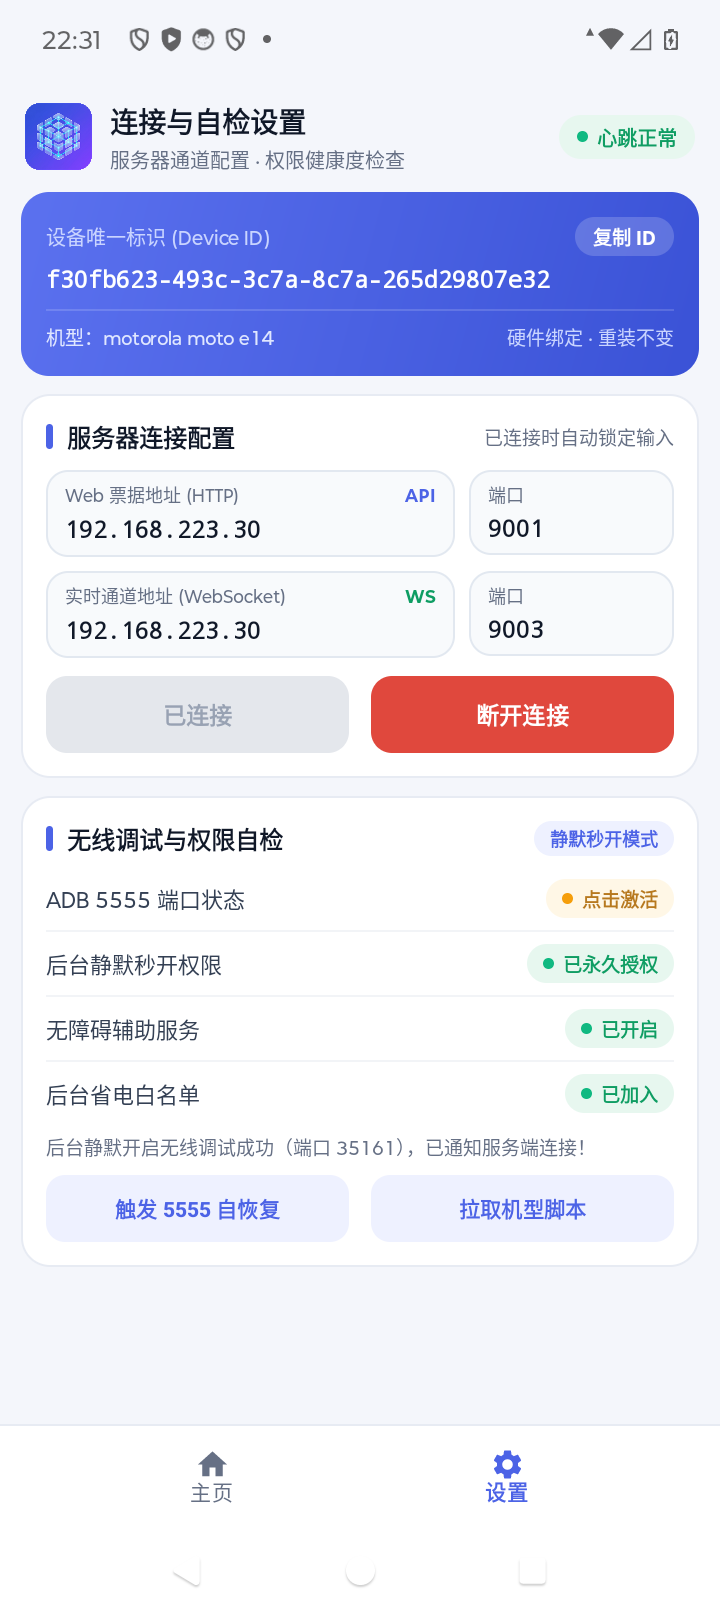 22:31
连接与自检设置
心跳正常
服务器通道配置 · 权限健康度检查
设备唯一标识 (Device ID)
复制 ID
f30fb623-493c-3c7a-8c7a-265d29807e32
机型：motorola moto e14
硬件绑定 · 重装不变
服务器连接配置
已连接时自动锁定输入
Web 票据地址 (HTTP)
API
端口
192.168.223.30
9001
实时通道地址 (WebSocket)
WS
端口
192.168.223.30
9003
已连接
断开连接
无线调试与权限自检
静默秒开模式
ADB 5555 端口状态
点击激活
后台静默秒开权限
已永久授权
无障碍辅助服务
已开启
后台省电白名单
已加入
后台静默开启无线调试成功（端口 35161），已通知服务端连接！
触发 5555 自恢复
拉取机型脚本
主页
设置